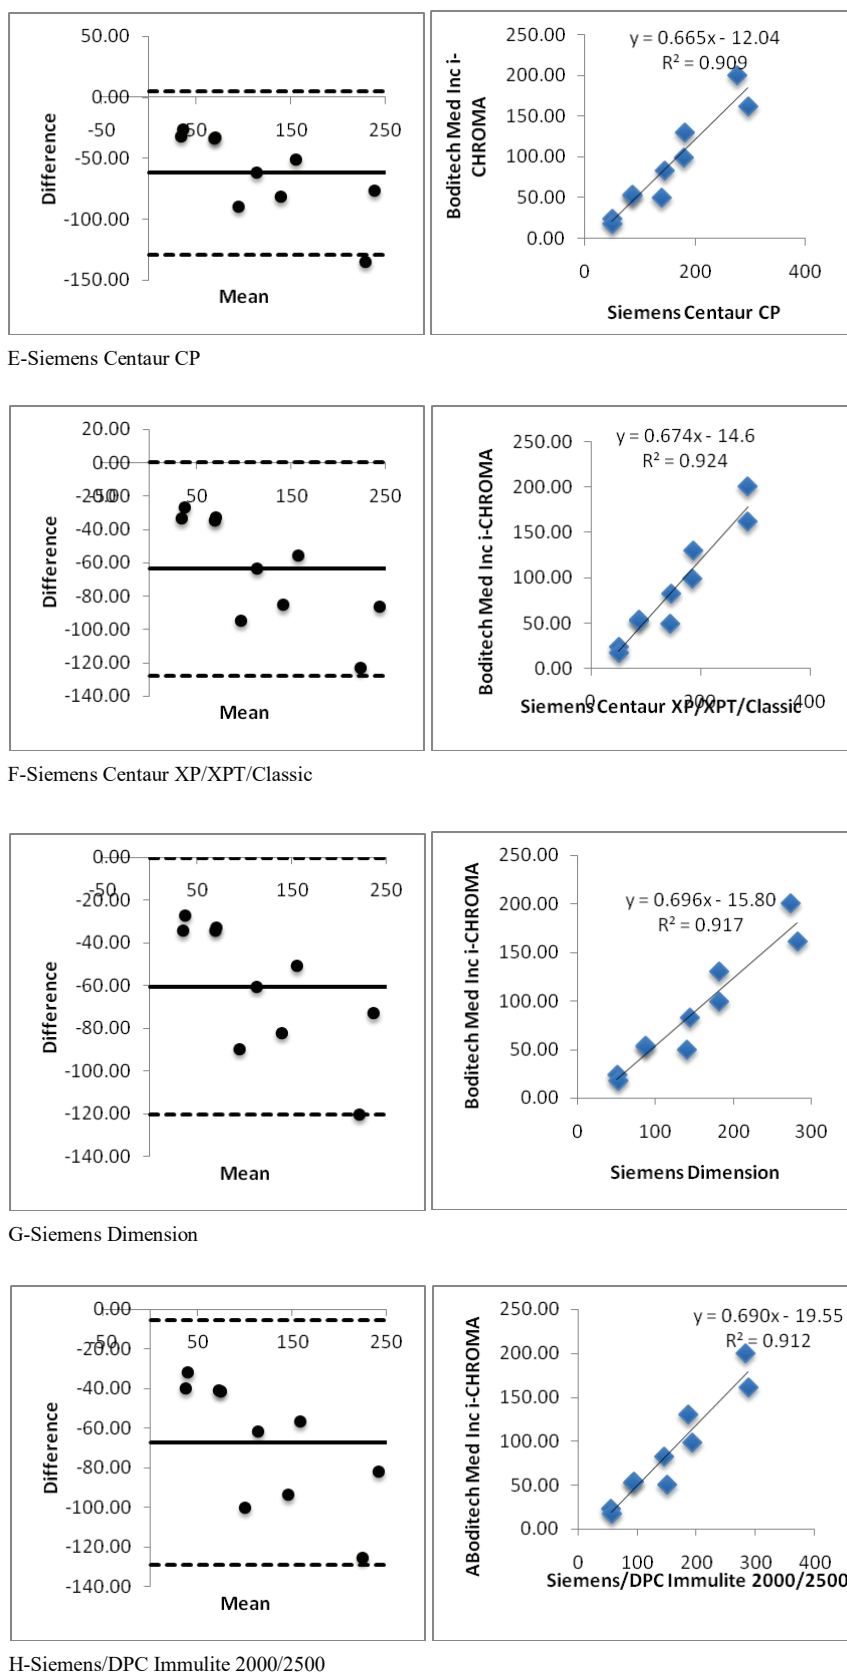 50.00
0.00
-50
50
150
250
-50.00
-100.00
-150.00
Difference
Mean
y = 0.665x - 12.04
R² = 0.909
250.00
200.00
150.00
100.00
50.00
0.00
0
200
400
Boditech Med Inc i-
CHROMA
Siemens Centaur CP
E-Siemens Centaur CP
20.00
0.00
-20.00
-50
50
150
250
-40.00
-60.00
-80.00
-100.00
-120.00
-140.00
Difference
Mean
y = 0.674x - 14.6
R² = 0.924
250.00
200.00
150.00
100.00
50.00
0.00
0
200
400
Boditech Med Inc i-CHROMA
Siemens Centaur XP/XPT/Classic
F-Siemens Centaur XP/XPT/Classic
0.00
-50
50
150
250
-20.00
-40.00
-60.00
-80.00
-100.00
-120.00
-140.00
Difference
Mean
y = 0.696x - 15.80
R² = 0.917
250.00
200.00
150.00
100.00
50.00
0.00
0
100
200
300
Boditech Med Inc i-CHROMA
Siemens Dimension
G-Siemens Dimension
0.00
-50
50
150
250
-20.00
-40.00
-60.00
-80.00
-100.00
-120.00
-140.00
Difference
Mean
y = 0.690x - 19.55
R² = 0.912
250.00
200.00
150.00
100.00
50.00
0.00
0
100
200
300
400
ABoditech Med Inc i-CHROMA
Siemens/DPC Immulite 2000/2500
H-Siemens/DPC Immulite 2000/2500